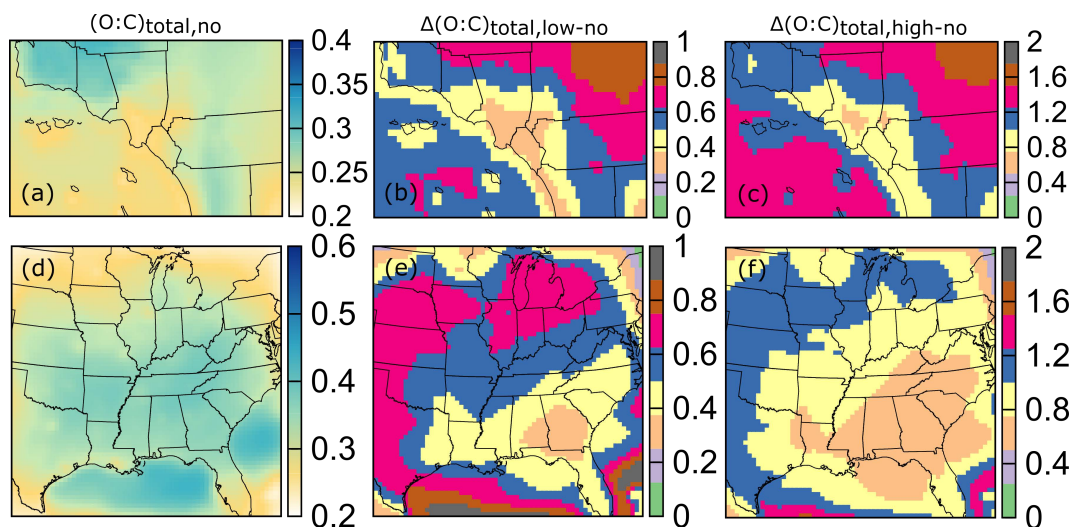 (O:C)total,no Δ(O:C)total,low-no Δ(O:C)total,high-no
0.4 1 2
0.8 1.6
0.35
0.6 1.2
0.3
0.4 0.8
0.25
0.2 0.4
(a) (b) (c)
0.2 0 0
0.6 1 2
(d) (e) (f)
0.5 0.8 1.6
0.6 1.2
0.4
0.4 0.8
0.3
0.2 0.4
0.2 0 0